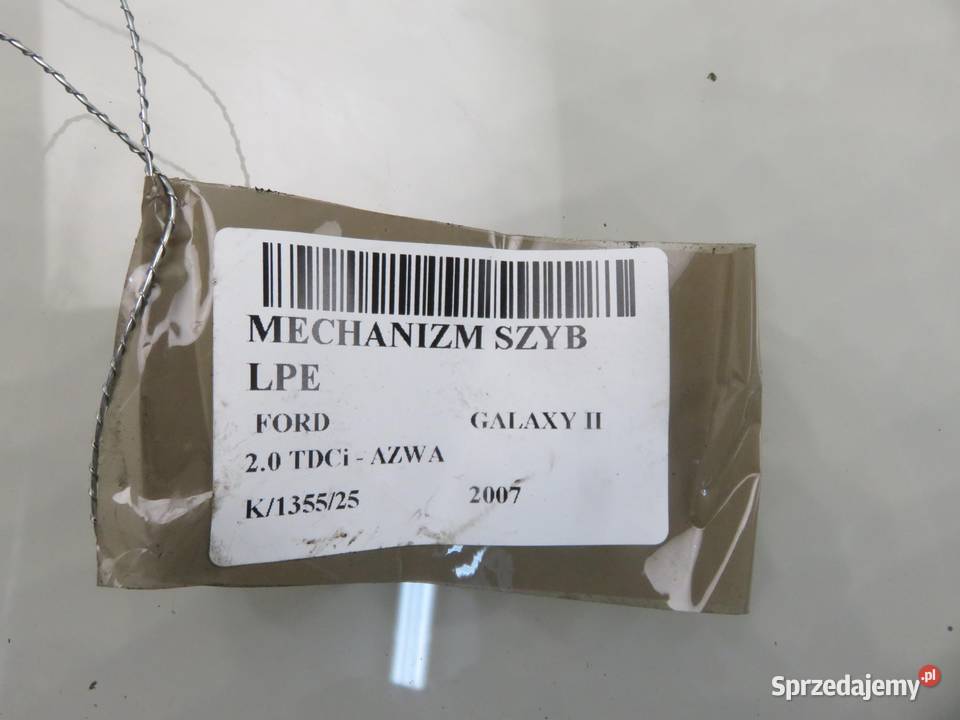 MECHANIZM SZYB
LPE
FORD GALAXY II
2.0 TDCi - AZWA
K/1355/25 2007
Sprzedajemy.pl